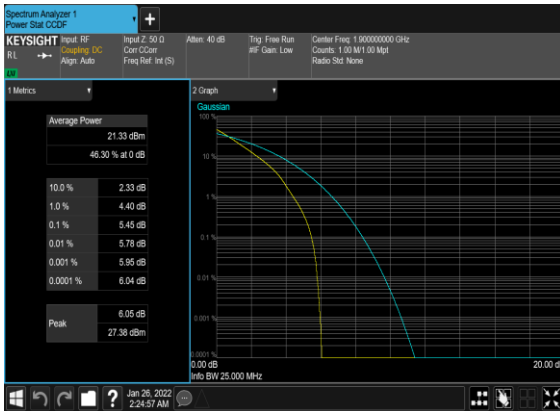 Spectrum Analyzer 1
Power Stat CCDF
+
KEYSIGHT
RL
LXI
Input: RF
Coupling: DC
Align: Auto
Input Z: 50 Ω
Corr CCorr
Freq Ref: Int (S)
Atten: 40 dB
Trig: Free Run
#IF Gain: Low
Center Freq: 1.900000000 GHz
Counts: 1.00 M/1.00 Mpt
Radio Std: None
1 Metrics
Average Power
21.33 dBm
46.30 % at 0 dB
10.0 % 2.33 dB
1.0 % 4.40 dB
0.1 % 5.45 dB
0.01 % 5.78 dB
0.001 % 5.95 dB
0.0001 % 6.04 dB
Peak
6.05 dB
27.38 dBm
2 Graph
Gaussian
100 %
10 %
1 %
0.1 %
0.01 %
0.001 %
0.0001 %
0.00 dB
20.00 d
Info BW 25.000 MHz
?
Jan 26, 2022
2:24:57 AM